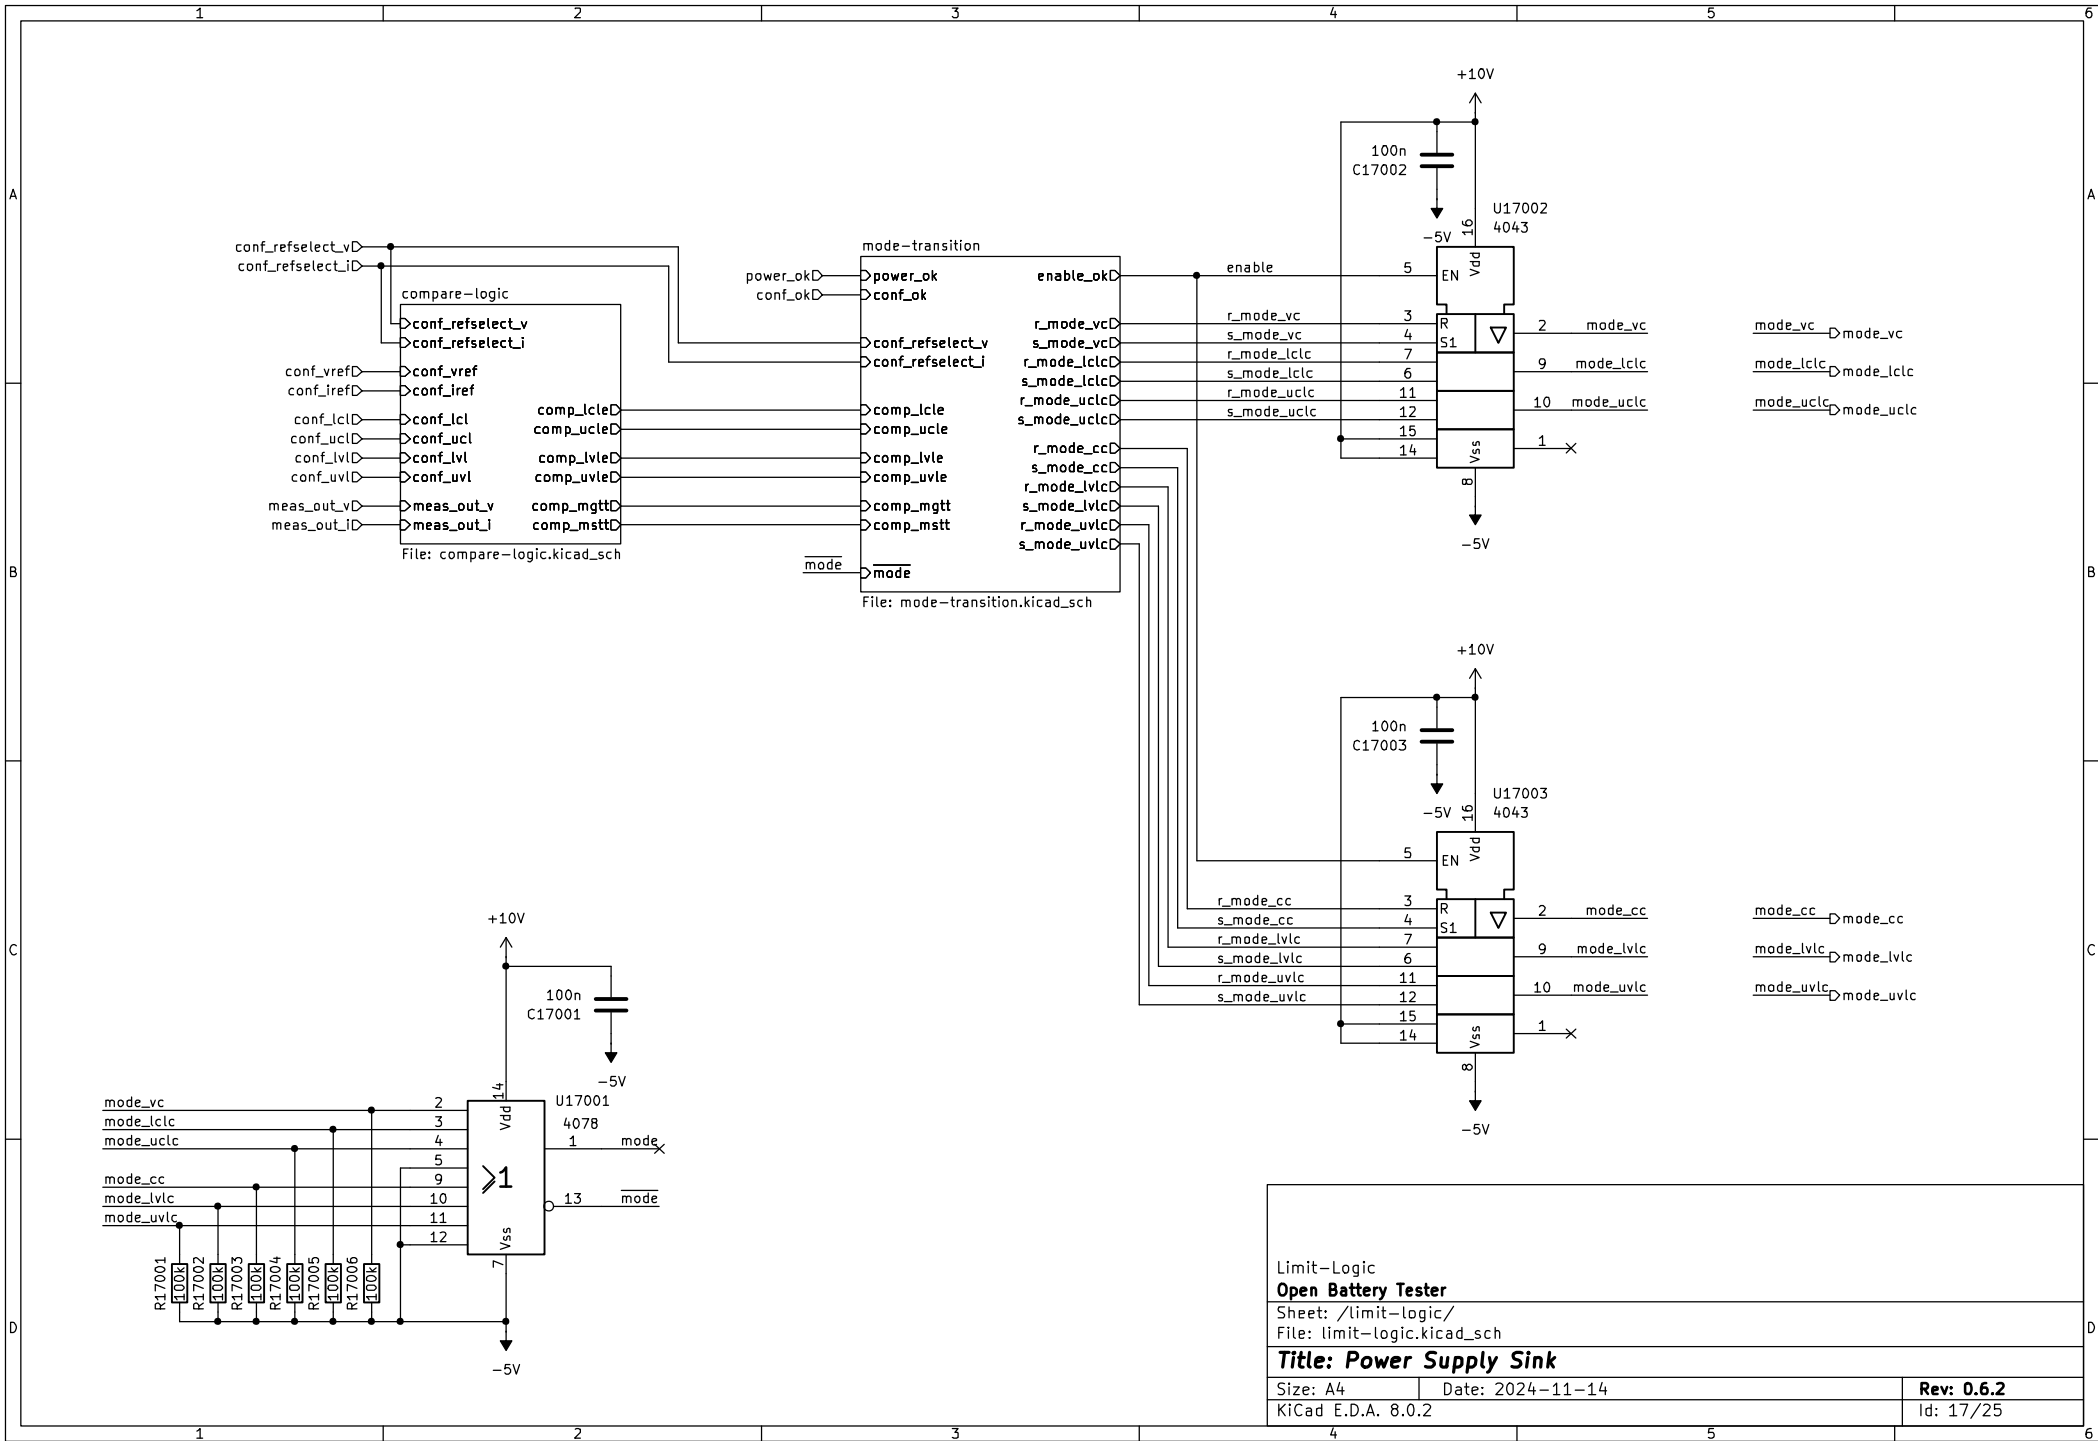 1 2 3 4 5 6
A
B
C
D
A
B
C
D
1 2 3 4 5 6
conf_refselect_v
conf_refselect_i
conf_vref
conf_iref
conf_lcl
conf_ucl
conf_lvl
conf_uvl
meas_out_v
meas_out_i
compare-logic
conf_refselect_v
conf_refselect_i
conf_vref
conf_iref
conf_lcl
conf_ucl
conf_lvl
conf_uvl
meas_out_v
meas_out_i
comp_lcle
comp_ucle
comp_lvle
comp_uvle
comp_mgtt
comp_mstt
File: compare-logic.kicad_sch
power_ok
conf_ok
mode
mode-transition
power_ok
conf_ok
conf_refselect_v
conf_refselect_i
comp_lcle
comp_ucle
comp_lvle
comp_uvle
comp_mgtt
comp_mstt
mode
enable_ok
r_mode_vc
s_mode_vc
r_mode_lclc
s_mode_lclc
r_mode_uclc
s_mode_uclc
r_mode_cc
s_mode_cc
r_mode_lvlc
s_mode_lvlc
r_mode_uvlc
s_mode_uvlc
File: mode-transition.kicad_sch
+10V
100n
C17002
-5V
U17002
4043
16
Vdd
enable 5 EN
r_mode_vc 3 R
s_mode_vc 4 S1
r_mode_lclc 7
s_mode_lclc 6
r_mode_uclc 11
s_mode_uclc 12
15
14
Vss
8
-5V
2 mode_vc
9 mode_lclc
10 mode_uclc
1
mode_vc mode_vc
mode_lclc mode_lclc
mode_uclc mode_uclc
+10V
100n
C17003
-5V
U17003
4043
16
Vdd
5 EN
r_mode_cc 3 R
s_mode_cc 4 S1
r_mode_lvlc 7
s_mode_lvlc 6
r_mode_uvlc 11
s_mode_uvlc 12
15
14
Vss
8
-5V
2 mode_cc
9 mode_lvlc
10 mode_uvlc
1
mode_cc mode_cc
mode_lvlc mode_lvlc
mode_uvlc mode_uvlc
+10V
100n
C17001
-5V
U17001
4078
14
Vdd
mode_vc 2
mode_lclc 3
mode_uclc 4
5
mode_cc 9
mode_lvlc 10
mode_uvlc 11
12
≥1
1 mode
13 mode
Vss
7
-5V
R17001 100k
R17002 100k
R17003 100k
R17004 100k
R17005 100k
R17006 100k
Limit-Logic
Open Battery Tester
Sheet: /limit-logic/
File: limit-logic.kicad_sch
Title: Power Supply Sink
Size: A4 Date: 2024-11-14 Rev: 0.6.2
KiCad E.D.A. 8.0.2 Id: 17/25